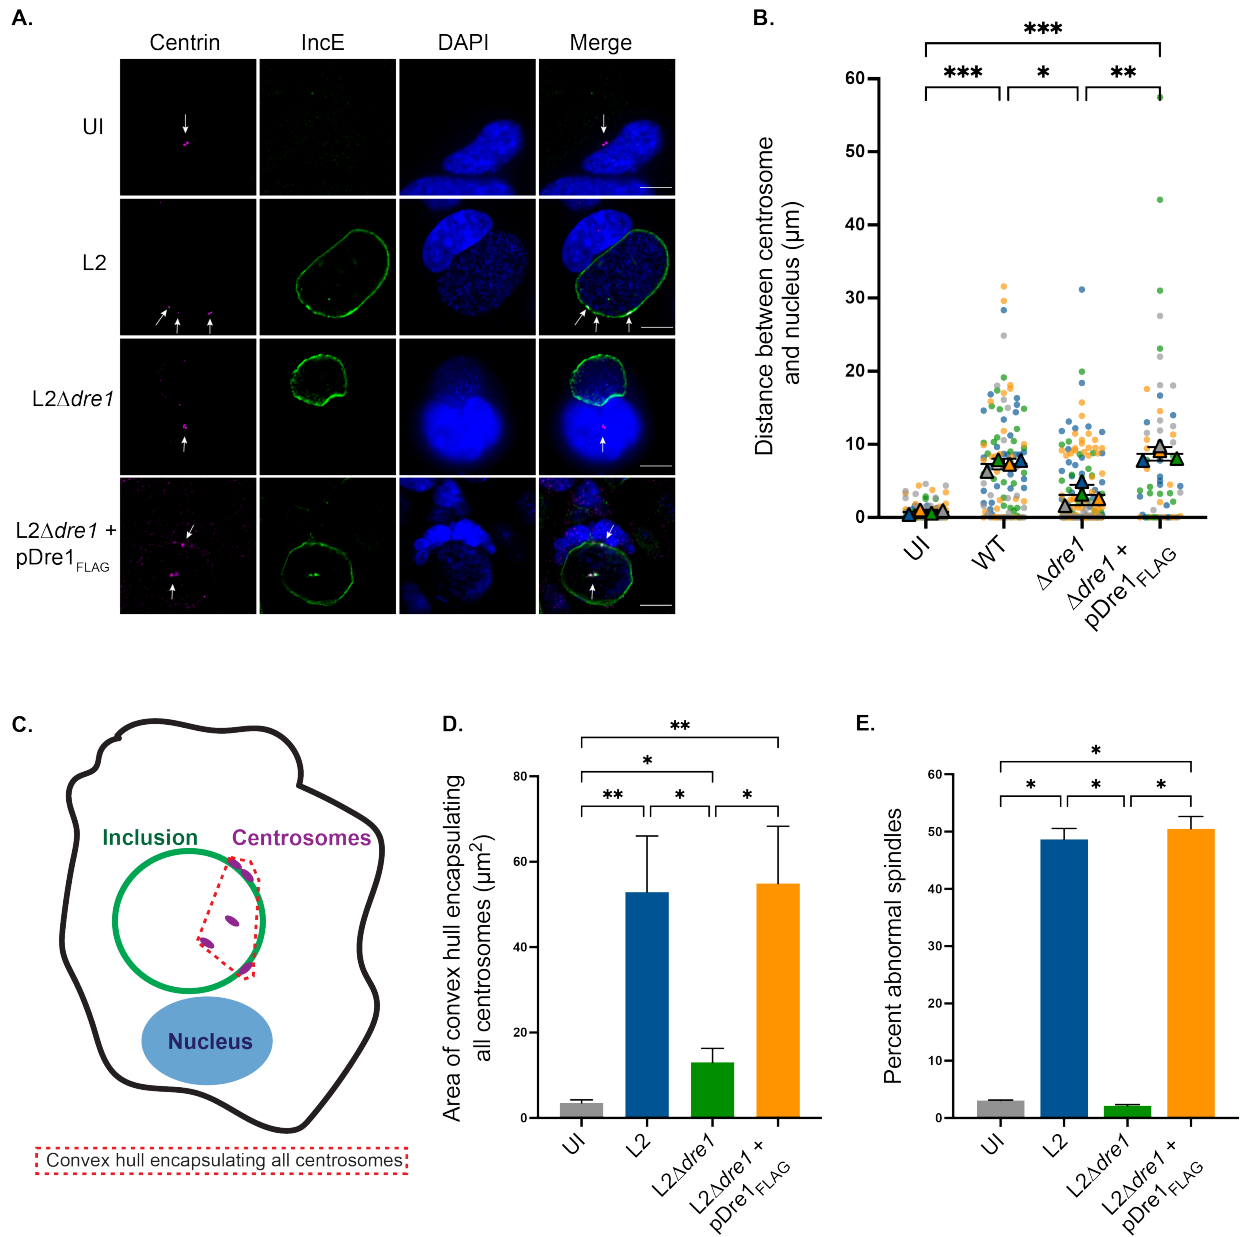 A.
Centrin IncE DAPI Merge
UI
L2
L2Δdre1
L2Δdre1 +
pDre1FLAG
B.
***
*** * **
Distance between centrosome
and nucleus (µm)
60
50
40
30
20
10
0
UI
WT
Δdre1
Δdre1 +
pDre1FLAG
C.
Inclusion
Centrosomes
Nucleus
Convex hull encapsulating all centrosomes
D.
**
*
** * *
Area of convex hull encapsulating
all centrosomes (µm2)
80
60
40
20
0
UI
L2
L2Δdre1
L2Δdre1 +
pDre1FLAG
E.
*
* * *
Percent abnormal spindles
60
50
30
50
10
0
UI
L2
L2Δdre1
L2Δdre1 +
pDre1FLAG